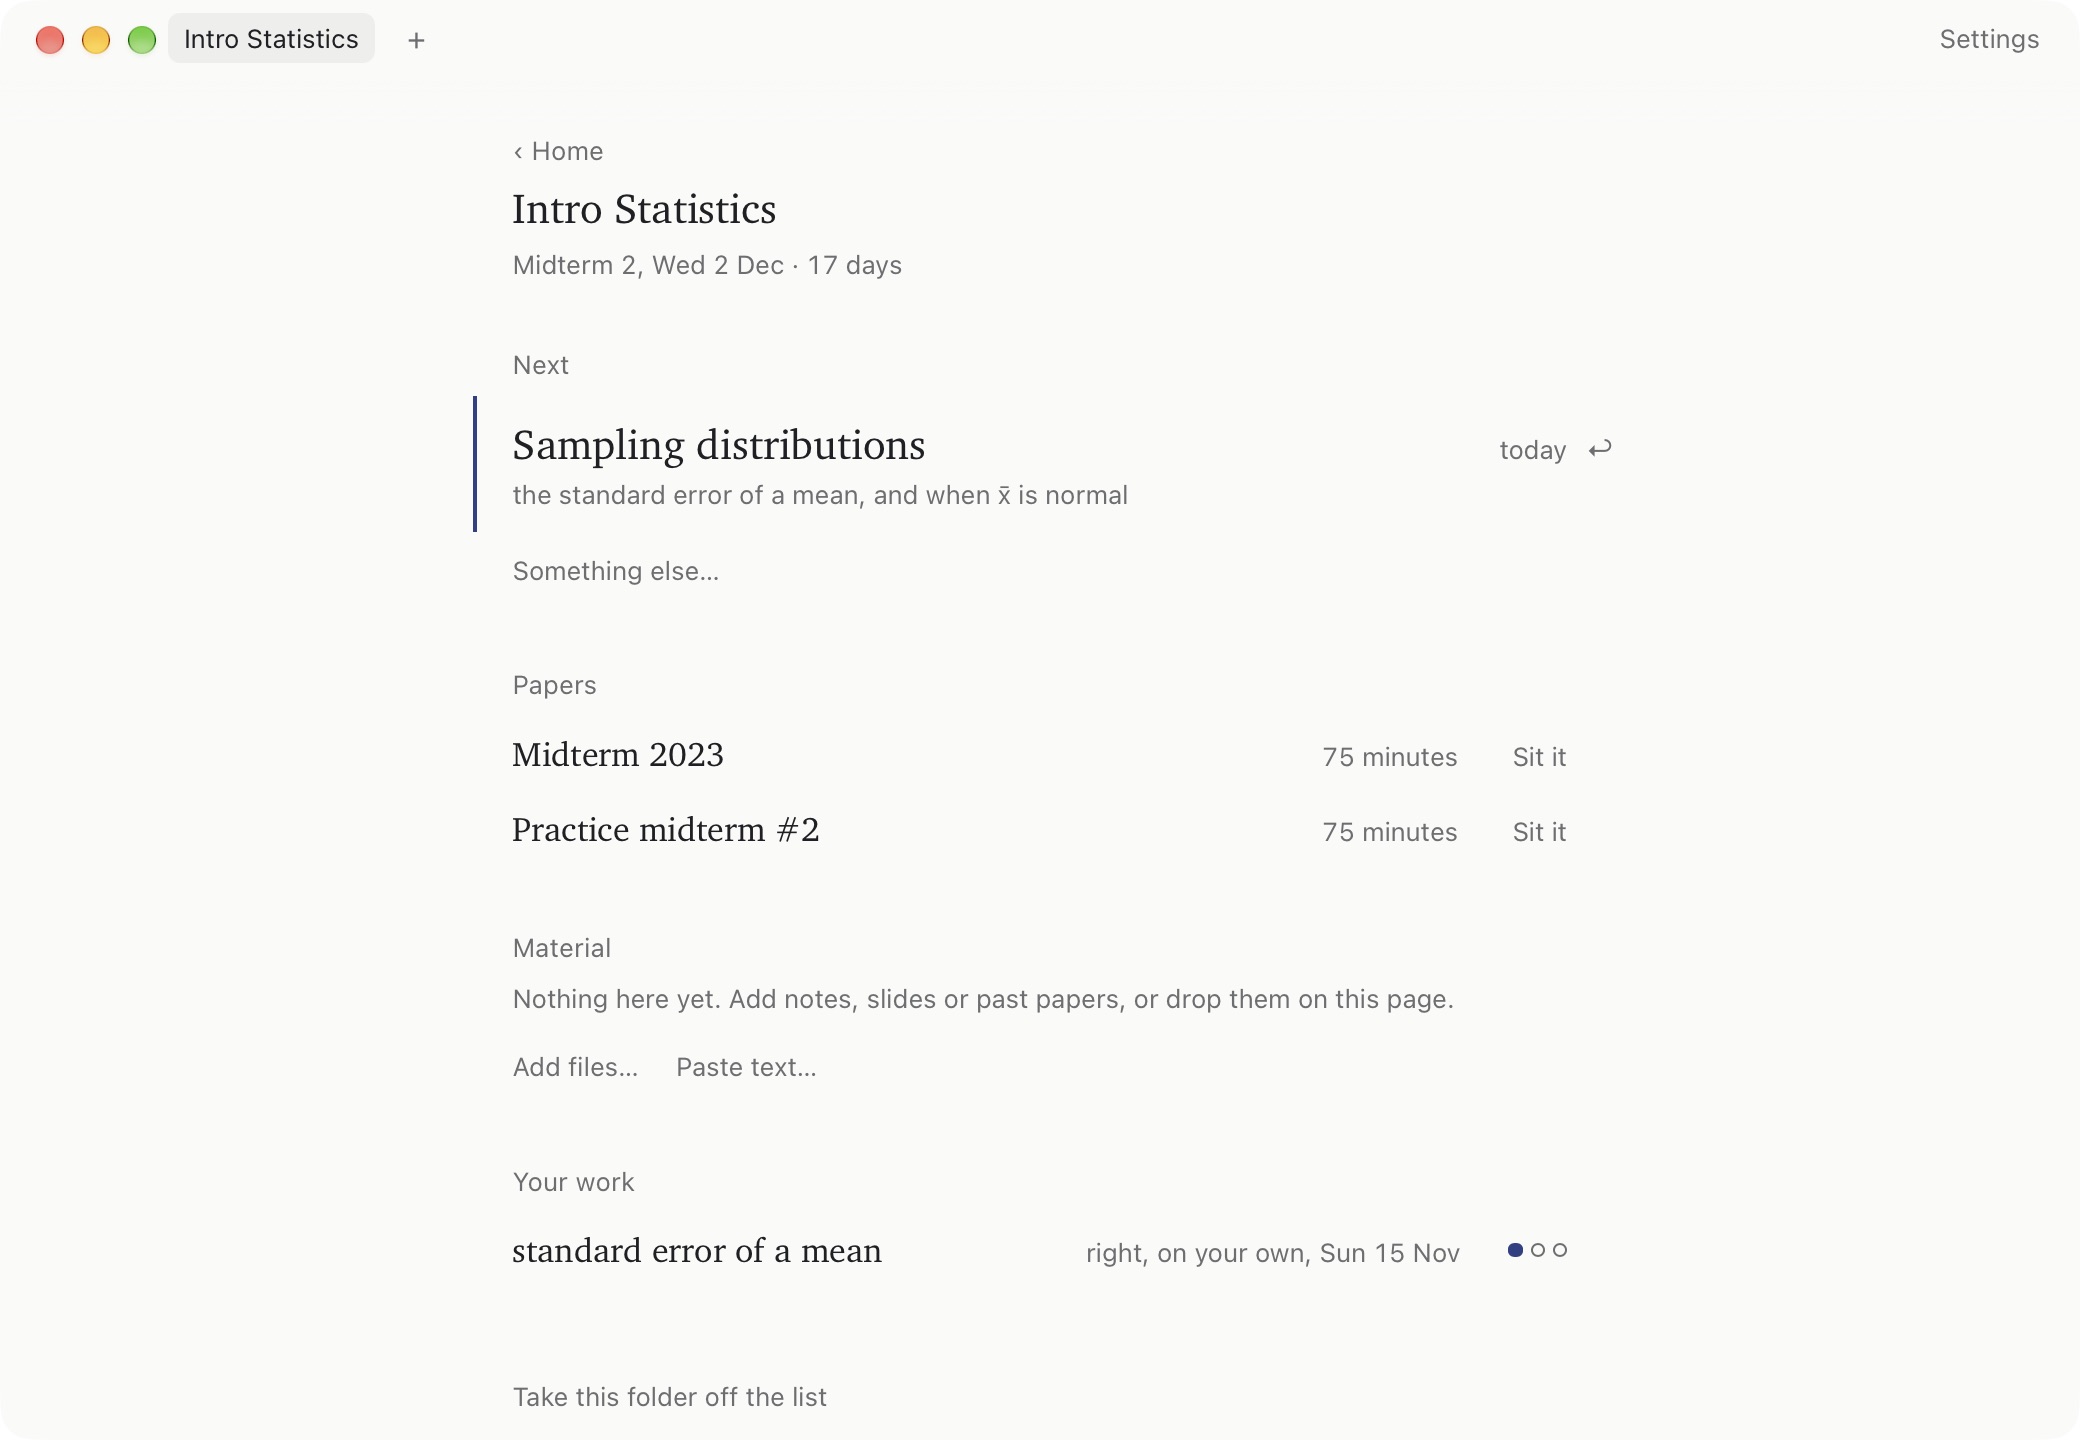 Intro Statistics +
Settings
‹ Home
Intro Statistics
Midterm 2, Wed 2 Dec · 17 days
Next
Sampling distributions
today ↩
the standard error of a mean, and when x̄ is normal
Something else...
Papers
Midterm 2023
75 minutes Sit it
Practice midterm #2
75 minutes Sit it
Material
Nothing here yet. Add notes, slides or past papers, or drop them on this page.
Add files... Paste text...
Your work
standard error of a mean
right, on your own, Sun 15 Nov
Take this folder off the list